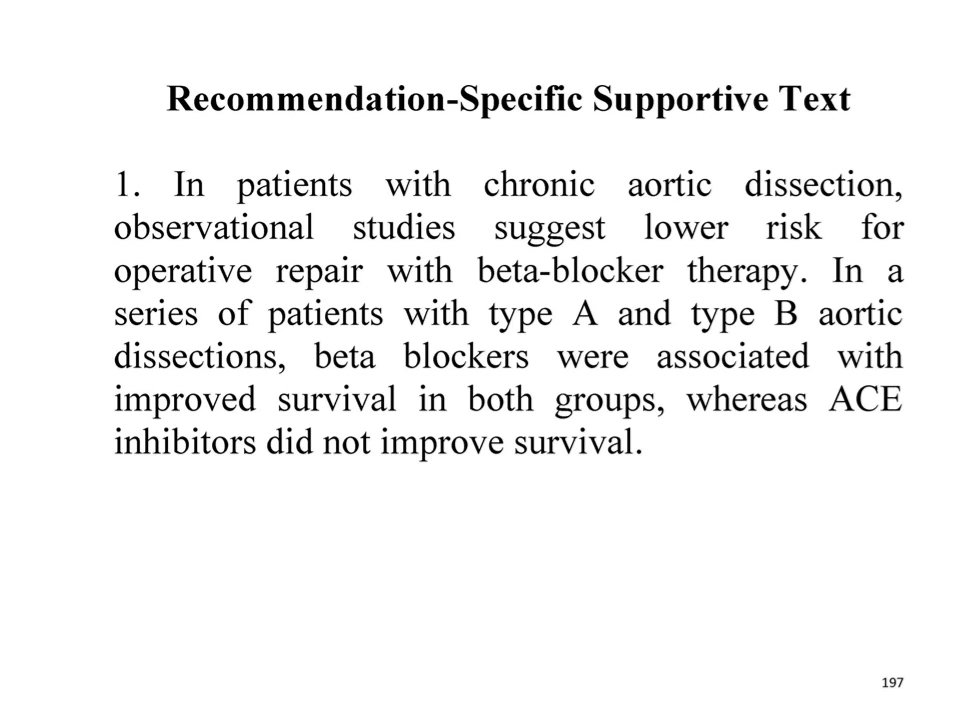 Recommendation-Specific Supportive Text
1. In patients with chronic aortic dissection,
observational studies suggest lower risk for
operative repair with beta-blocker therapy. In a
series of patients with type A and type B aortic
dissections, beta blockers were associated with
improved survival in both groups, whereas ACE
inhibitors did not improve survival.
197